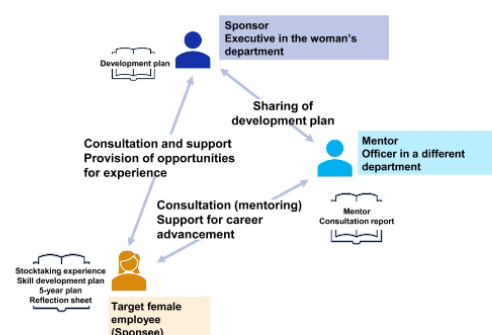 Sponsor
Executive in the woman's
department
Development plan
Sharing of
development plan
Consultation and support
Provision of opportunities
for experience
Mentor
Officer in a different
department
Consultation (mentoring)
Support for career
advancement
Mentor
Consultation report
Stocktaking experience
Skill development plan
5-year plan
Reflection sheet
Target female
employee
(Sponsee)